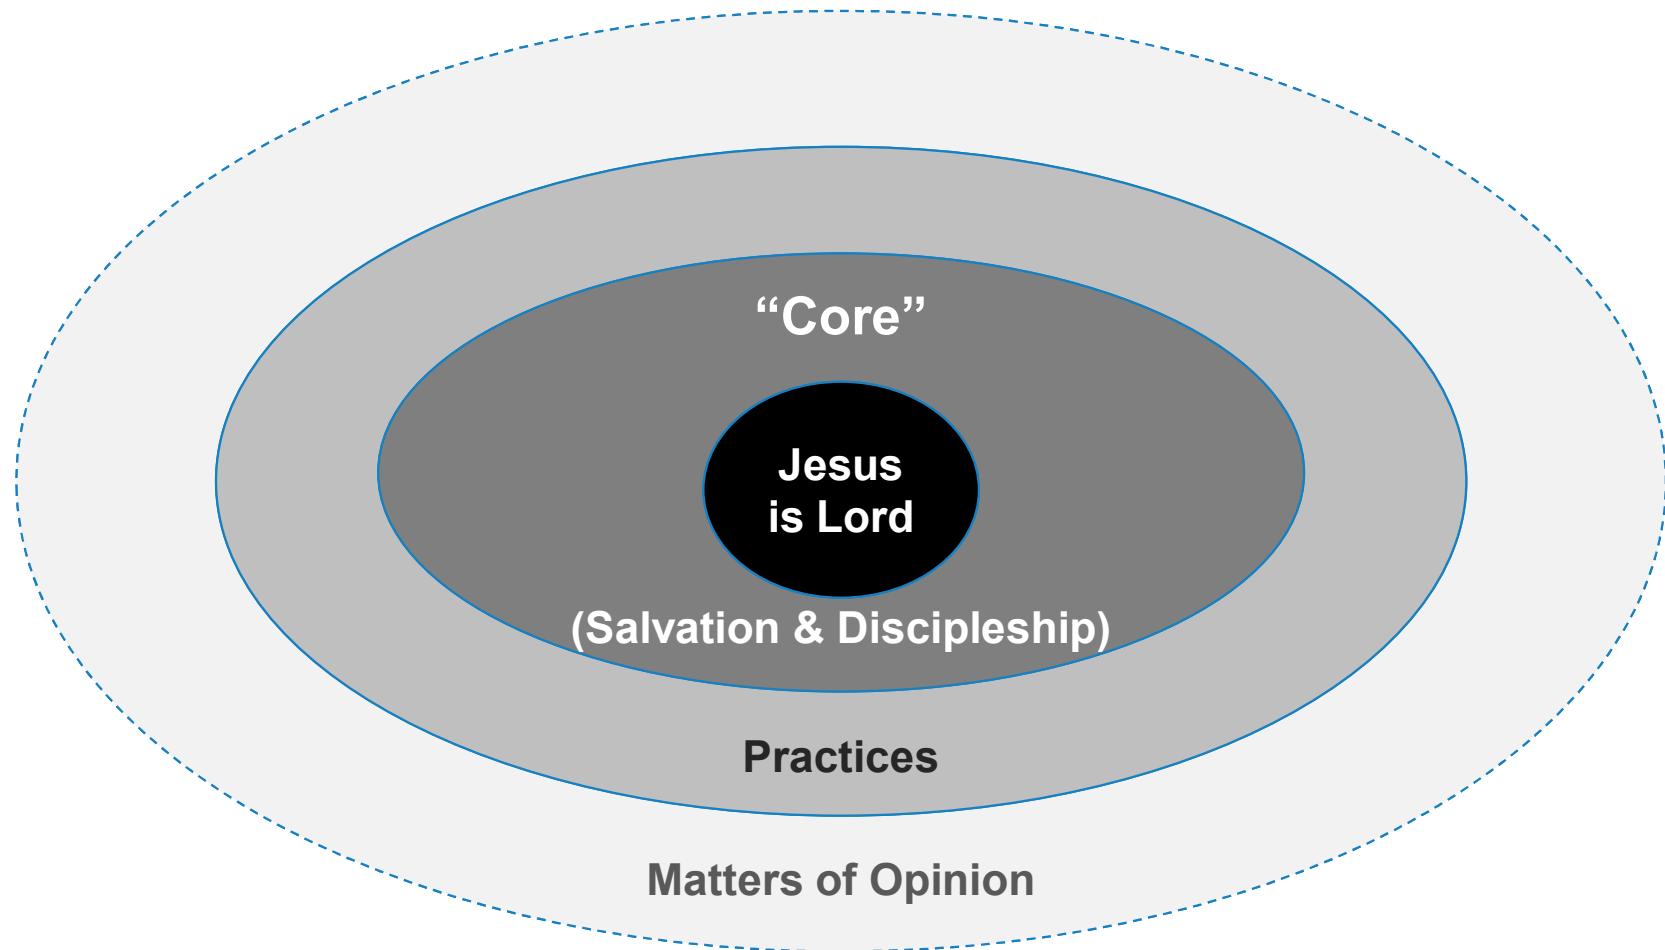 “Core”
Jesus
is Lord
(Salvation & Discipleship)
Practices
Matters of Opinion